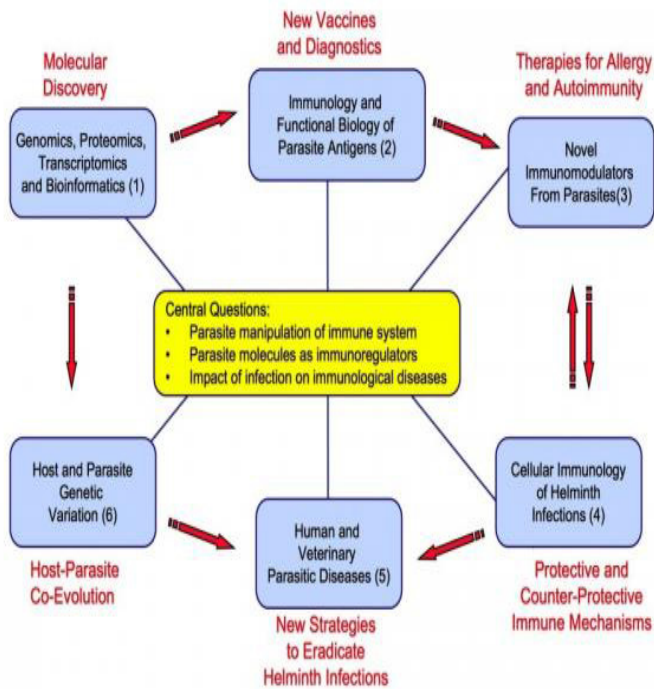 New Vaccines
and Diagnostics
Molecular
Discovery
Therapies for Allergy
and Autoimmunity
Genomics, Proteomics,
Transcriptomics
and Bioinformatics (1)
Immunology and
Functional Biology of
Parasite Antigens (2)
Novel
Immunomodulators
From Parasites(3)
Central Questions:
• Parasite manipulation of immune system
• Parasite molecules as immunoregulators
• Impact of infection on immunological diseases
Host and Parasite
Genetic
Variation (6)
Human and
Veterinary
Parasitic Diseases (5)
Cellular Immunology
of Helminth
Infections (4)
Host-Parasite
Co-Evolution
New Strategies
to Eradicate
Helminth Infections
Protective and
Counter-Protective
Immune Mechanisms